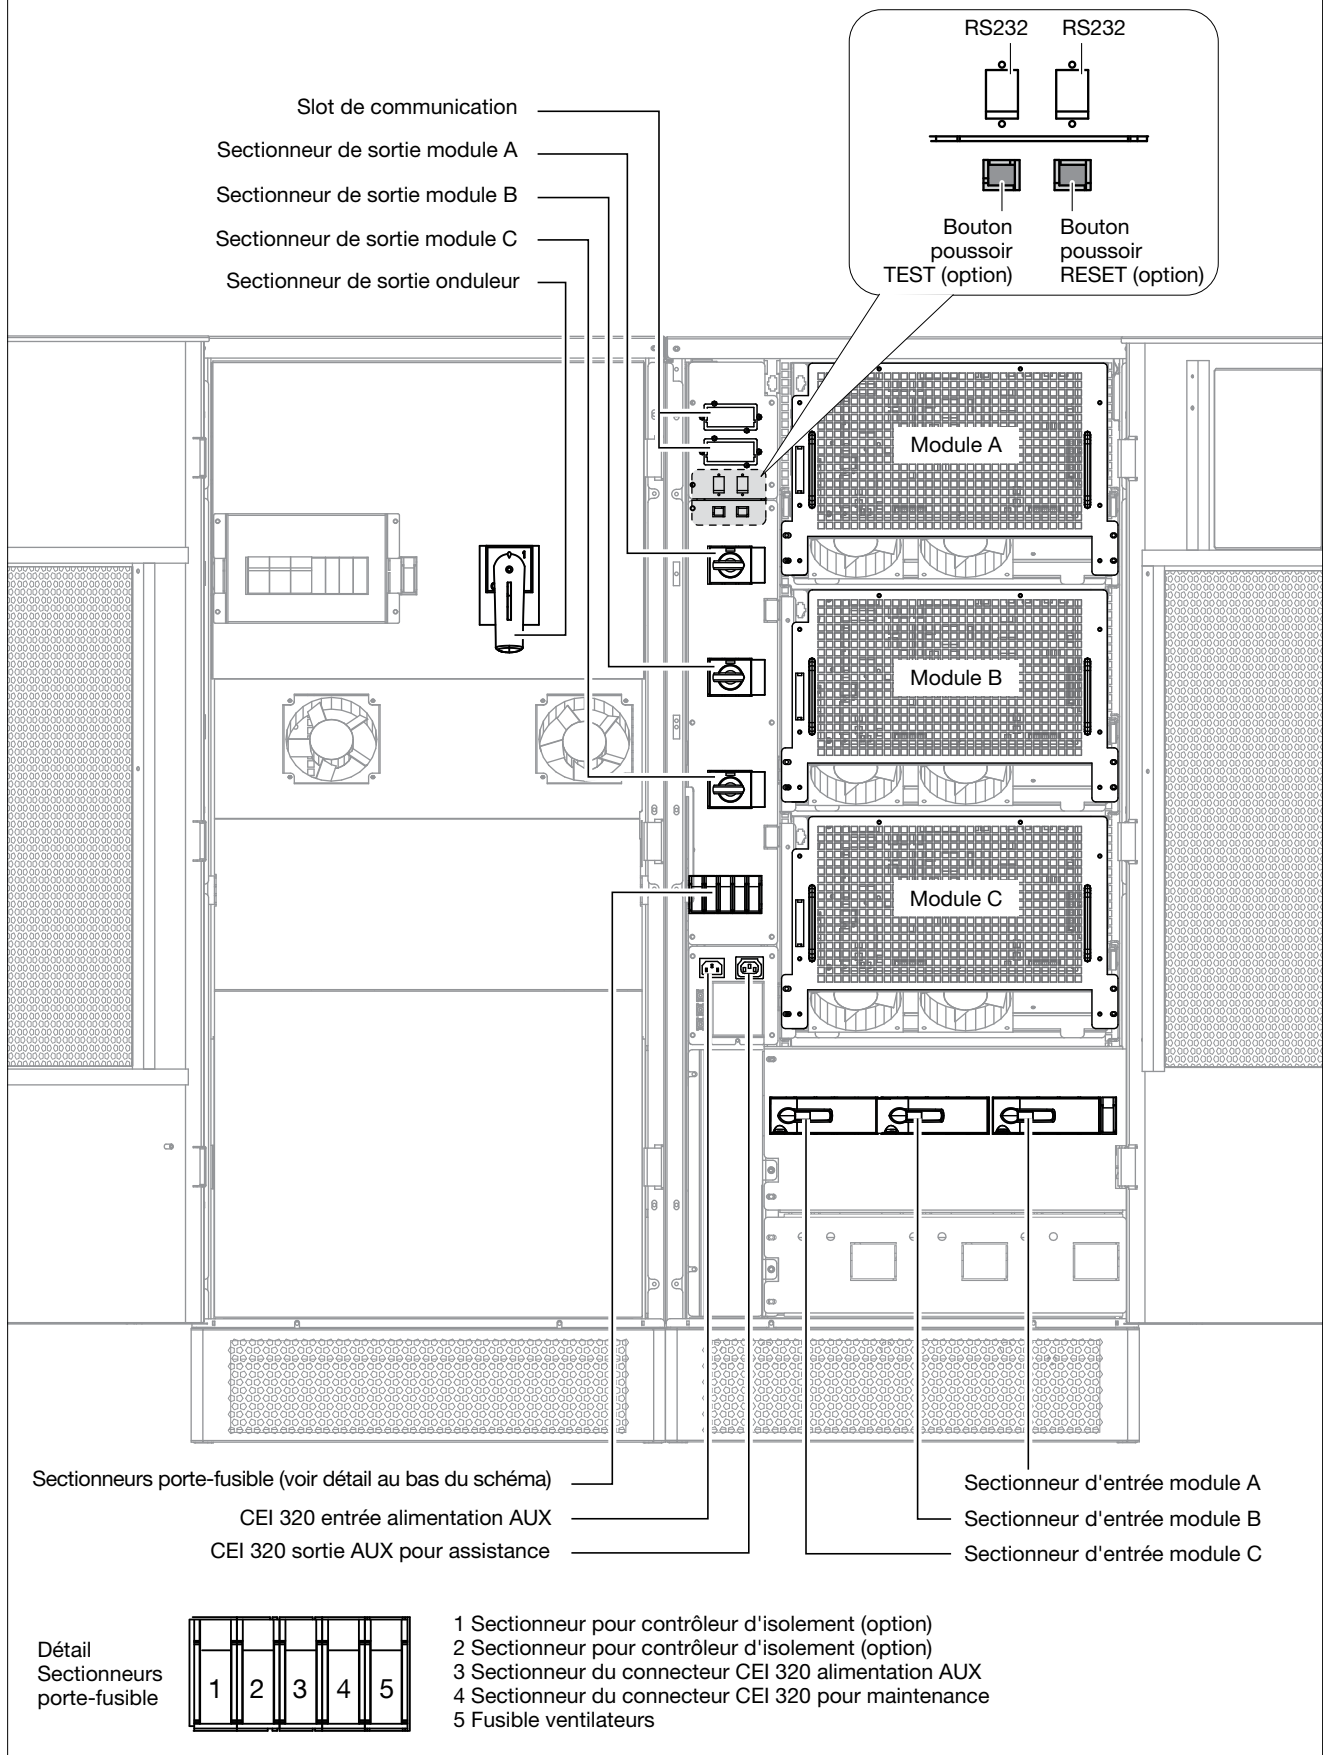 RS232 RS232
Slot de communication
Sectionneur de sortie module A
Sectionneur de sortie module B
Sectionneur de sortie module C
Sectionneur de sortie onduleur
Bouton
poussoir
TEST (option)
Bouton
poussoir
RESET (option)
Module A
Module B
Module C
Sectionneurs porte-fusible (voir détail au bas du schéma)
CEI 320 entrée alimentation AUX
CEI 320 sortie AUX pour assistance
Sectionneur d'entrée module A
Sectionneur d'entrée module B
Sectionneur d'entrée module C
Détail
Sectionneurs
porte-fusible
1 2 3 4 5
1 Sectionneur pour contrôleur d'isolement (option)
2 Sectionneur pour contrôleur d'isolement (option)
3 Sectionneur du connecteur CEI 320 alimentation AUX
4 Sectionneur du connecteur CEI 320 pour maintenance
5 Fusible ventilateurs